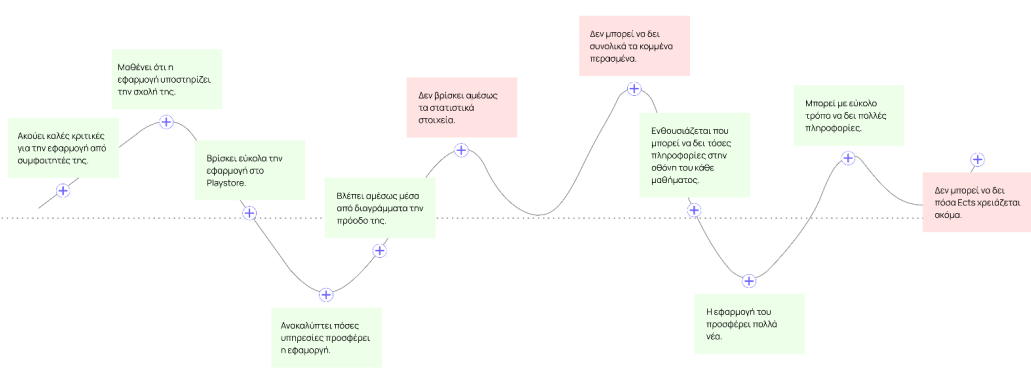 Ακούει καλές κριτικές
για την εφαρμογή από
συμφοιτητές της.
Μαθένει ότι η
εφαρμογή υποστηρίζει
την σχολή της.
Βρίσκει εύκολα την
εφαρμογή στο
Playstore.
Ανακαλύπτει πόσες
υπηρεσίες προσφέρει
η εφαμοργή.
Βλέπει αμέσως μέσα
από διαγράμματα την
πρόοδο της.
Δεν βρίσκει αμέσως
τα στατιστικά
στοιχεία.
Δεν μπορεί να δει
συνολικά τα κομμένα
περασμένα.
Ενθουσιάζεται που
μπορεί να δει τόσες
πληροφορίες στην
οθόνη του κάθε
μαθήματος.
Η εφαρμογή του
προσφέρει πολλά
νέα.
Μπορεί με εύκολο
τρόπο να δει πολλές
πληροφορίες.
Δεν μπορεί να δει
πόσα Ects χρειάζεται
ακόμα.